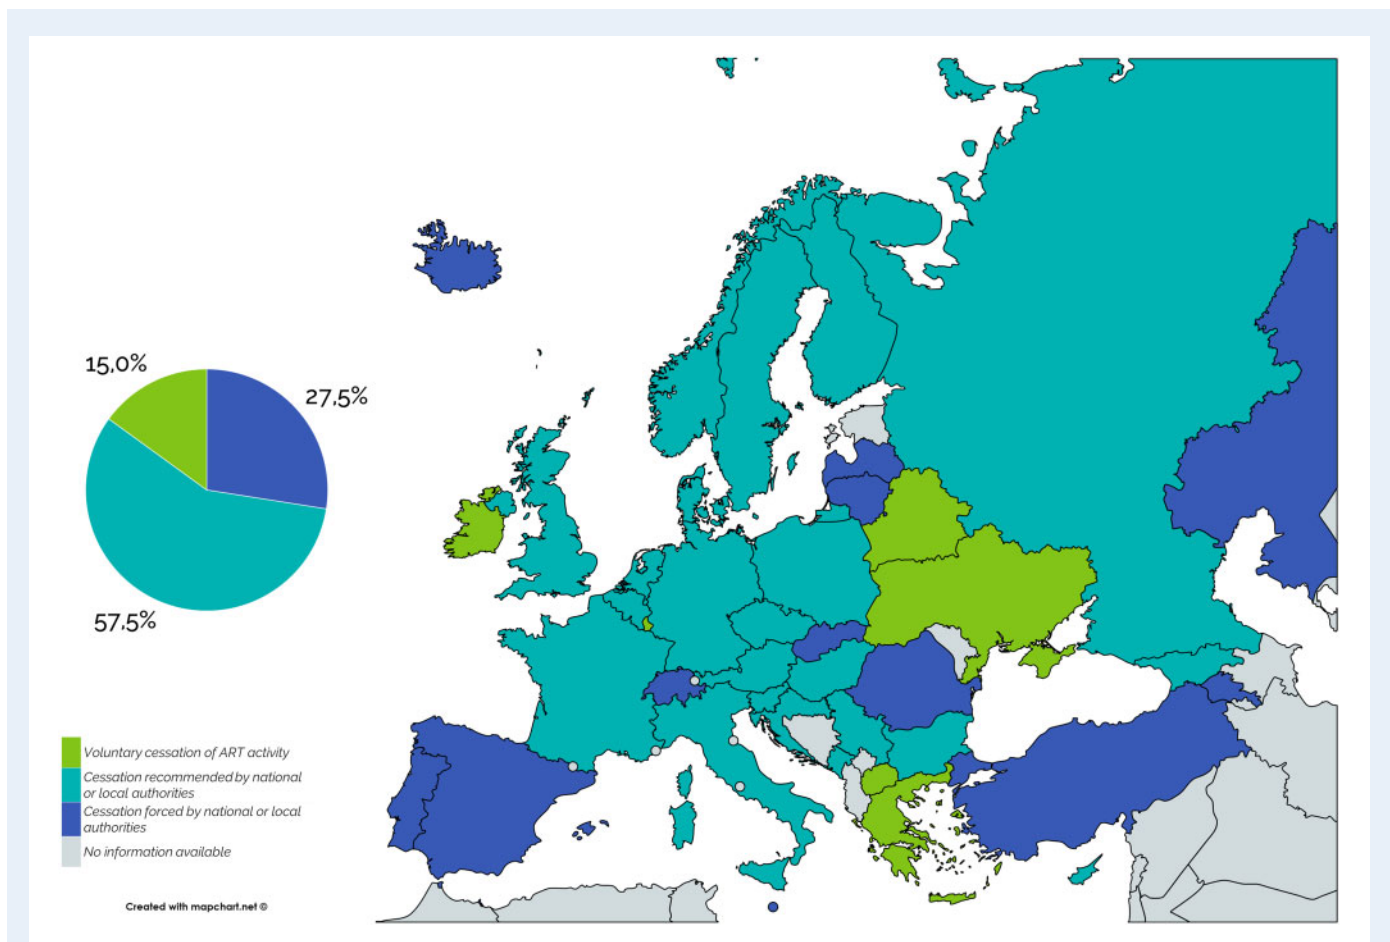 15,0%
27,5%
57,5%
Voluntary cessation of ART activity
Cessation recommended by national
or local authorities
Cessation forced by national or local
authorities
No information available
Created with mapchart.net ©